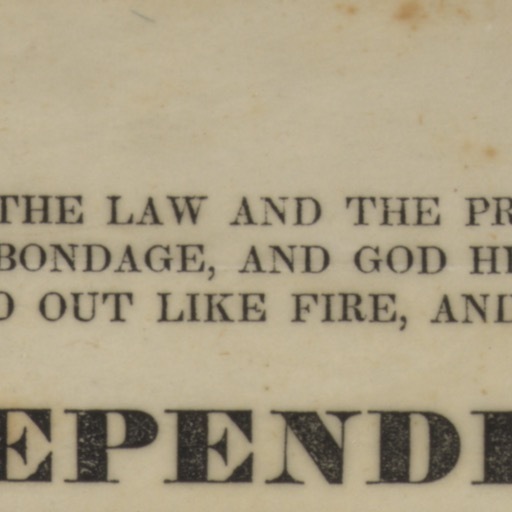 THE LAW AND THE PR
BONDAGE, AND GOD HE
D OUT LIKE FIRE, AND
EPENDE